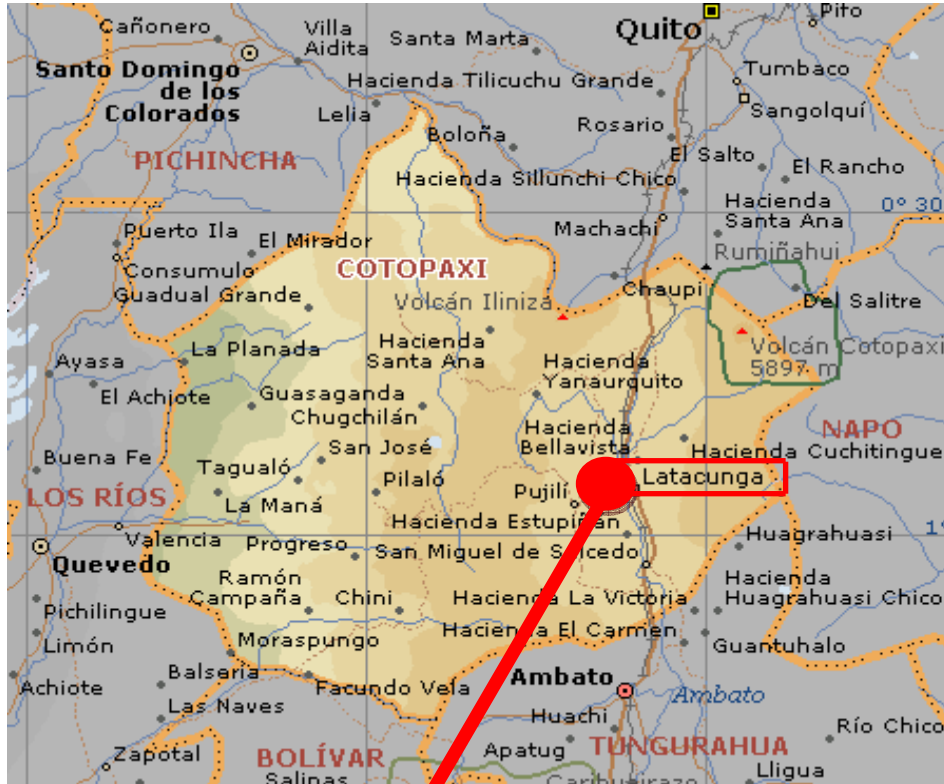 Cañonero
Villa
Aidita
Santa Marta
Quito
Pifo
Santo Domingo
de los
Colorados
Hacienda Tilicuchu Grande
Tumbaco
Lelia
Boloña
Rosario
Sangolquí
PICHINCHA
El Salto
El Rancho
Hacienda Sillunchi Chico
Hacienda
Santa Ana
0° 30
Puerto Ila
El Mirador
Machachi
Rumiñahui
Consumulo
COTOPAXI
Guadual Grande
Volcán Iliniza
Chaupi
Del Salitre
La Planada
Hacienda
Santa Ana
Hacienda
Yanaurquito
Volcán Cotopaxi
5897 m
Ayasa
El Achiote
Guasaganda
Chugchilán
Hacienda
Bellavista
NAPO
Buena Fe
San José
Hacienda Cuchitingue
Tagualó
Pilaló
Latacunga
LOS RÍOS
La Maná
Pujilí
Hacienda Estupiñán
1°
Valencia
Progreso
San Miguel de Salcedo
Huagrahuasi
Quevedo
Ramón
Campaña
Chini
Hacienda La Victoria
Hacienda
Huagrahuasi Chico
Pichilingue
Limón
Moraspungo
Hacienda El Carmen
Guantuhalo
Balseria
Achiote
Facundo Vela
Ambato
Ambato
Las Naves
Huachi
Río Chico
Zapotal
BOLÍVAR
Apatug
TUNGURAHUA
Salinas
Carihuairazo
Lligua